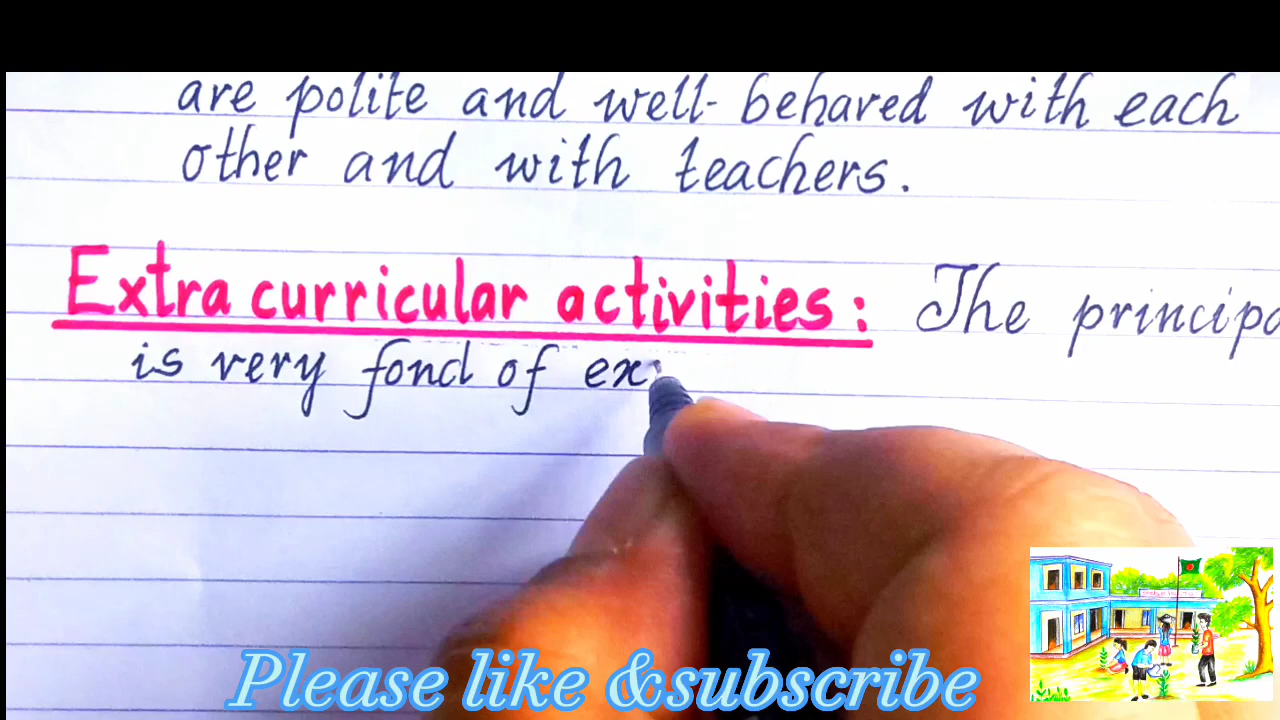 are polite and well-behaved with each
other and with teachers.
Extra curricular activities: The principa
is very fond of ex
Please like &subscribe